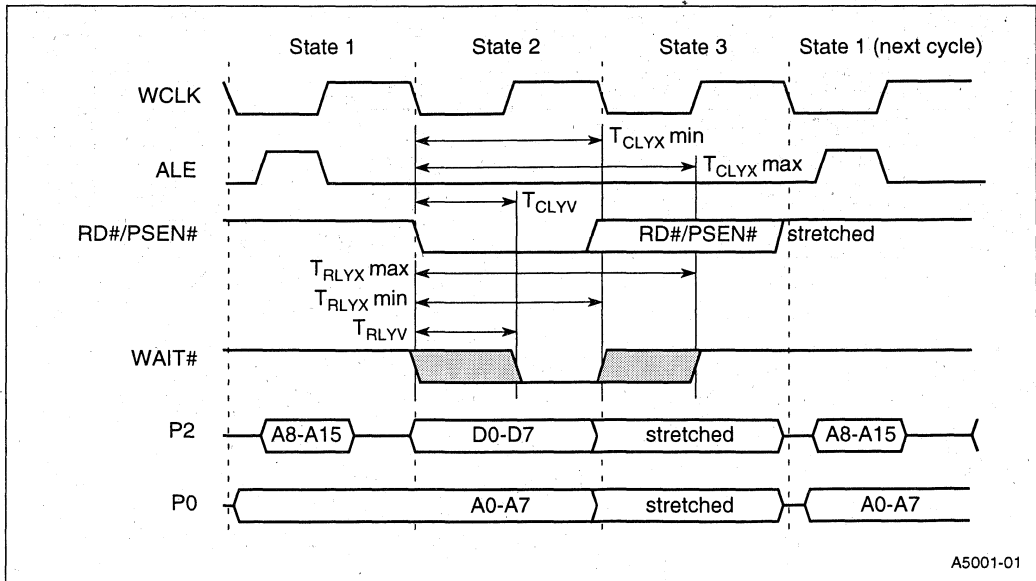 State 1 State 2 State 3 State 1 (next cycle)
WCLK
T_CLYX min
T_CLYX max
ALE
T_CLYV
RD#/PSEN# RD#/PSEN# stretched
T_RLYX max
T_RLYX min
T_RLYV
WAIT#
P2 A8-A15 D0-D7 stretched A8-A15
P0 A0-A7 stretched A0-A7
A5001-01